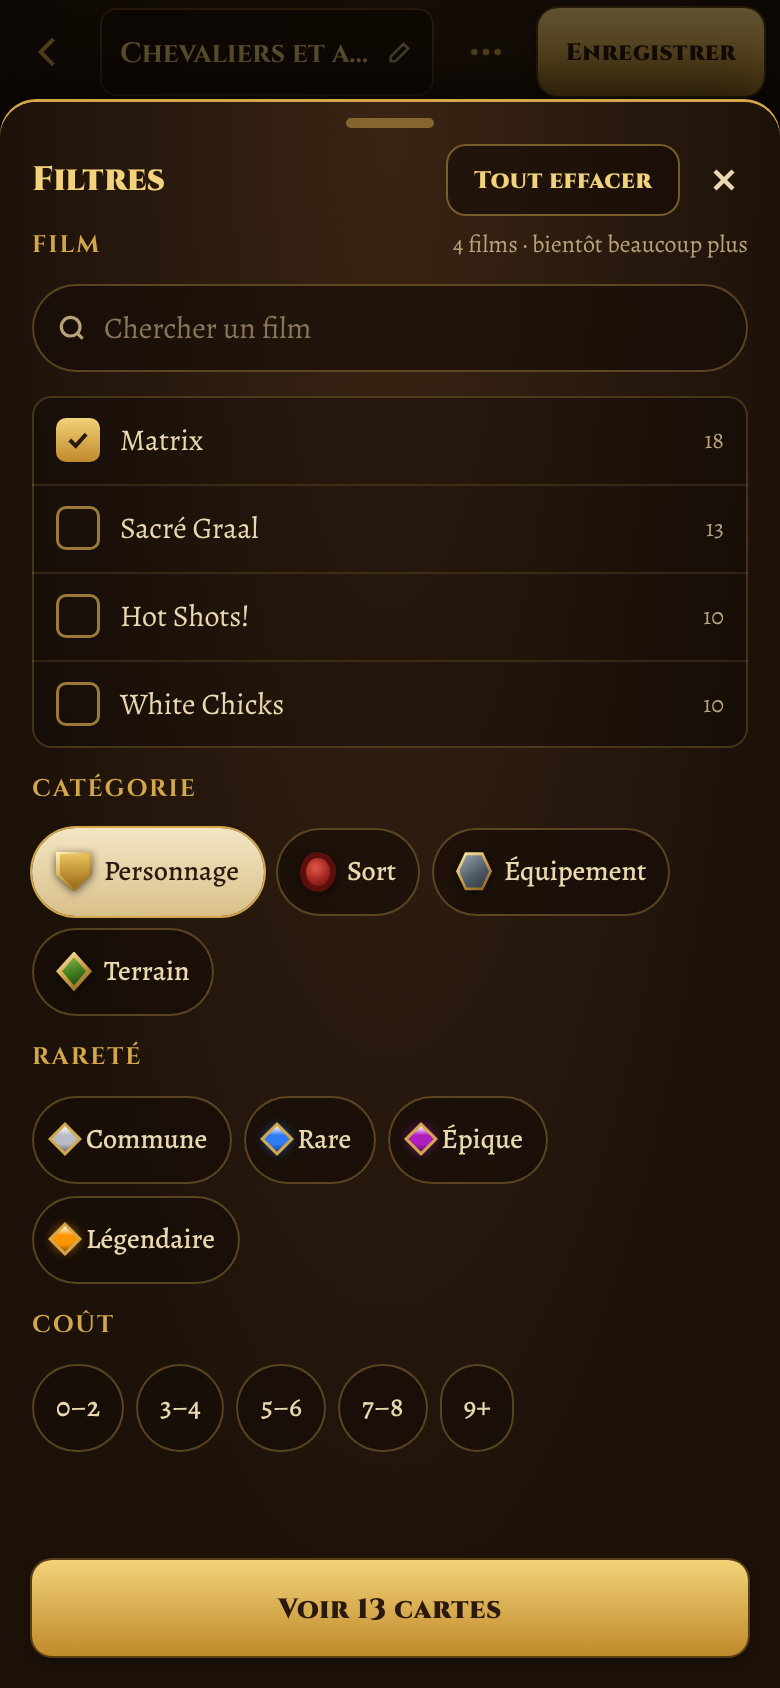 Chevaliers et a...
Enregistrer
Filtres
Tout effacer
FILM
4 films · bientôt beaucoup plus
Chercher un film
Matrix
18
Sacré Graal
13
Hot Shots!
10
White Chicks
10
CATÉGORIE
Personnage
Sort
Équipement
Terrain
RARETÉ
Commune
Rare
Épique
Légendaire
COÛT
0–2
3–4
5–6
7–8
9+
Voir 13 cartes